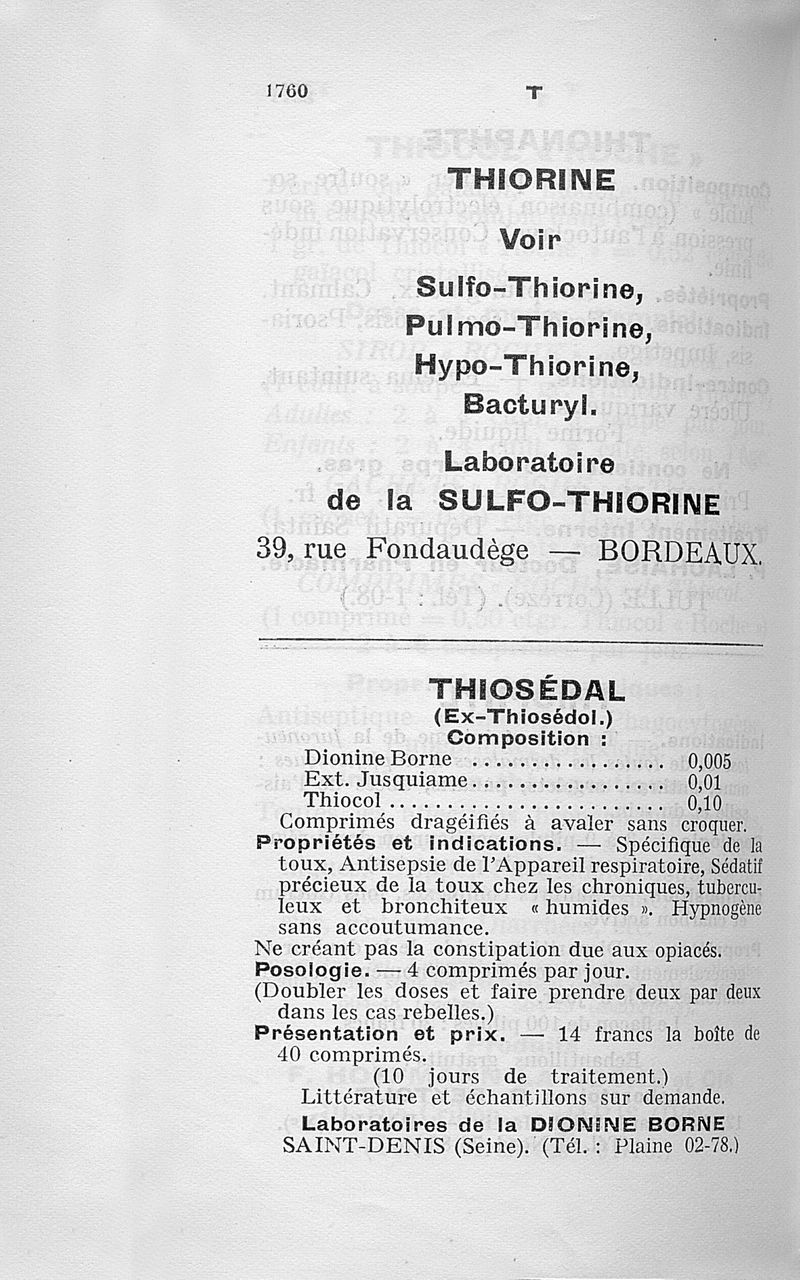 1760 T
THIORINE
Voir
Sulfo-Thiorine,
Pulmo-Thiorine,
Hypo-Thiorine,
Bacturyl.
Laboratoire
de la SULFO-THIORINE
39, rue Fondaudège — BORDEAUX.
THIOSÉDAL
(Ex-Thiosédol.)
Composition :
Dionine Borne ................. 0,005
Ext. Jusquiame................. 0,01
Thiocol ........................ 0,10
Comprimés dragéifiés à avaler sans croquer.
Propriétés et indications. — Spécifique de la
toux, Antisepsie de l'Appareil respiratoire, Sédatif
précieux de la toux chez les chroniques, tubercu-
leux et bronchiteux « humides ». Hypnogène
sans accoutumance.
Ne créant pas la constipation due aux opiacés.
Posologie. — 4 comprimés par jour.
(Doubler les doses et faire prendre deux par deux
dans les cas rebelles.)
Présentation et prix. — 14 francs la boîte de
40 comprimés.
(10 jours de traitement.)
Littérature et échantillons sur demande.
Laboratoires de la DIONINE BORNE
SAINT-DENIS (Seine). (Tél. : Plaine 02-78.)